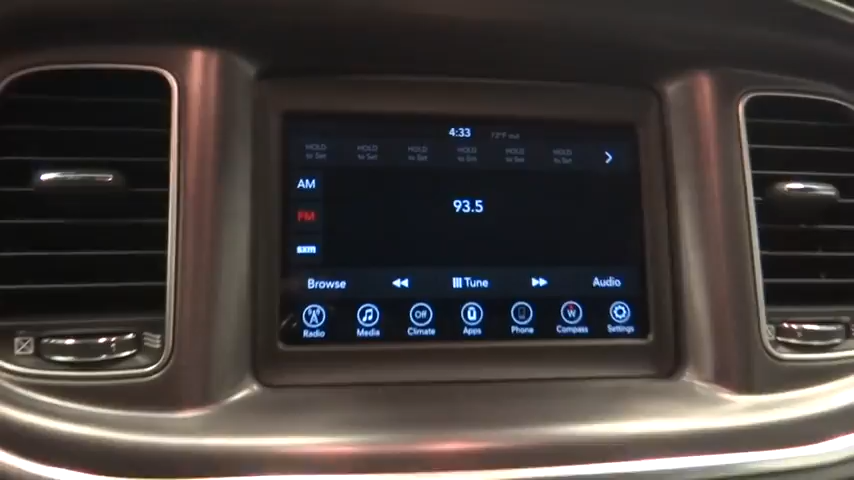 4:33 72°F out
HOLD to Set HOLD to Set HOLD to Set HOLD to Set HOLD to Set HOLD to Set
AM
93.5
FM
sxm
Browse Tune Audio
Off W
Radio Media Climate Apps Phone Compass Settings